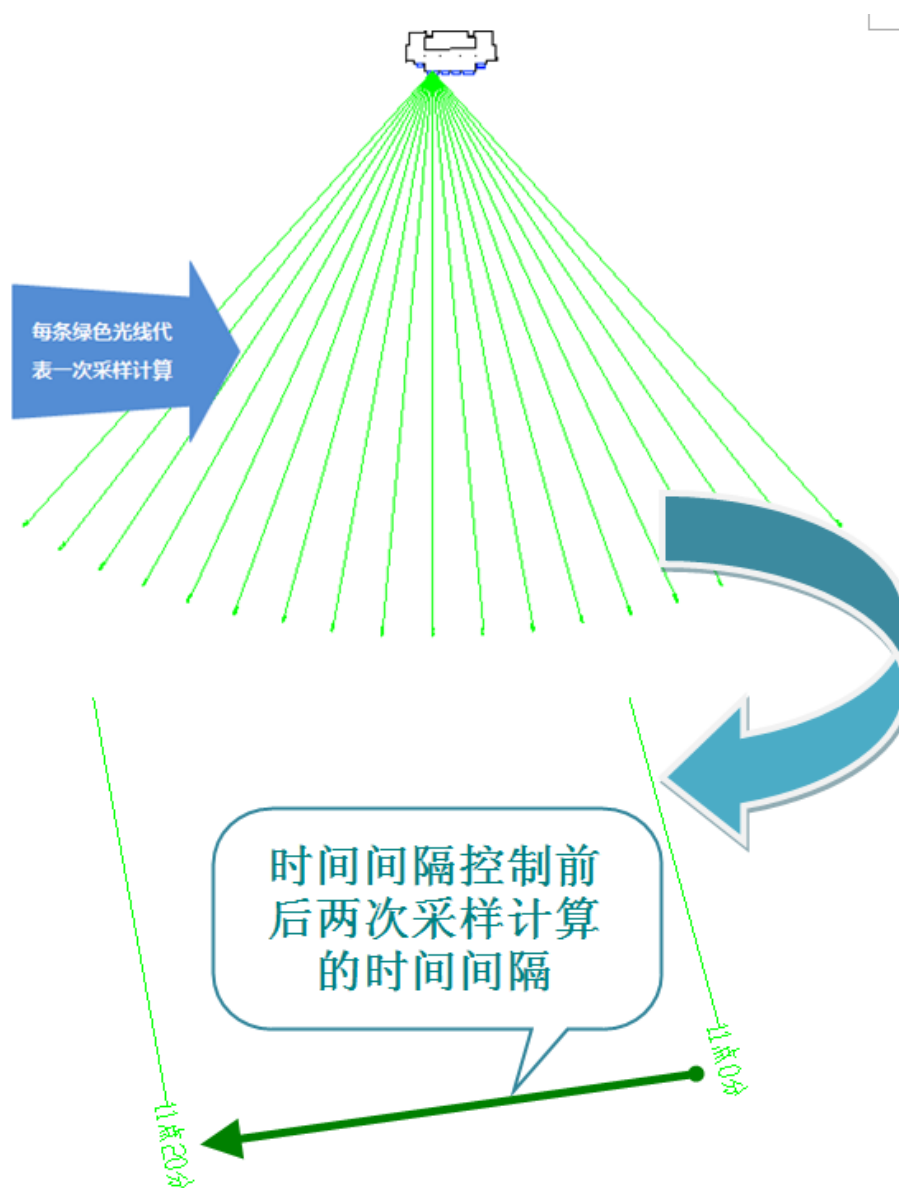 每条绿色光线代
表一次采样计算
时间间隔控制前
后两次采样计算
的时间间隔
11点0分
11点20分